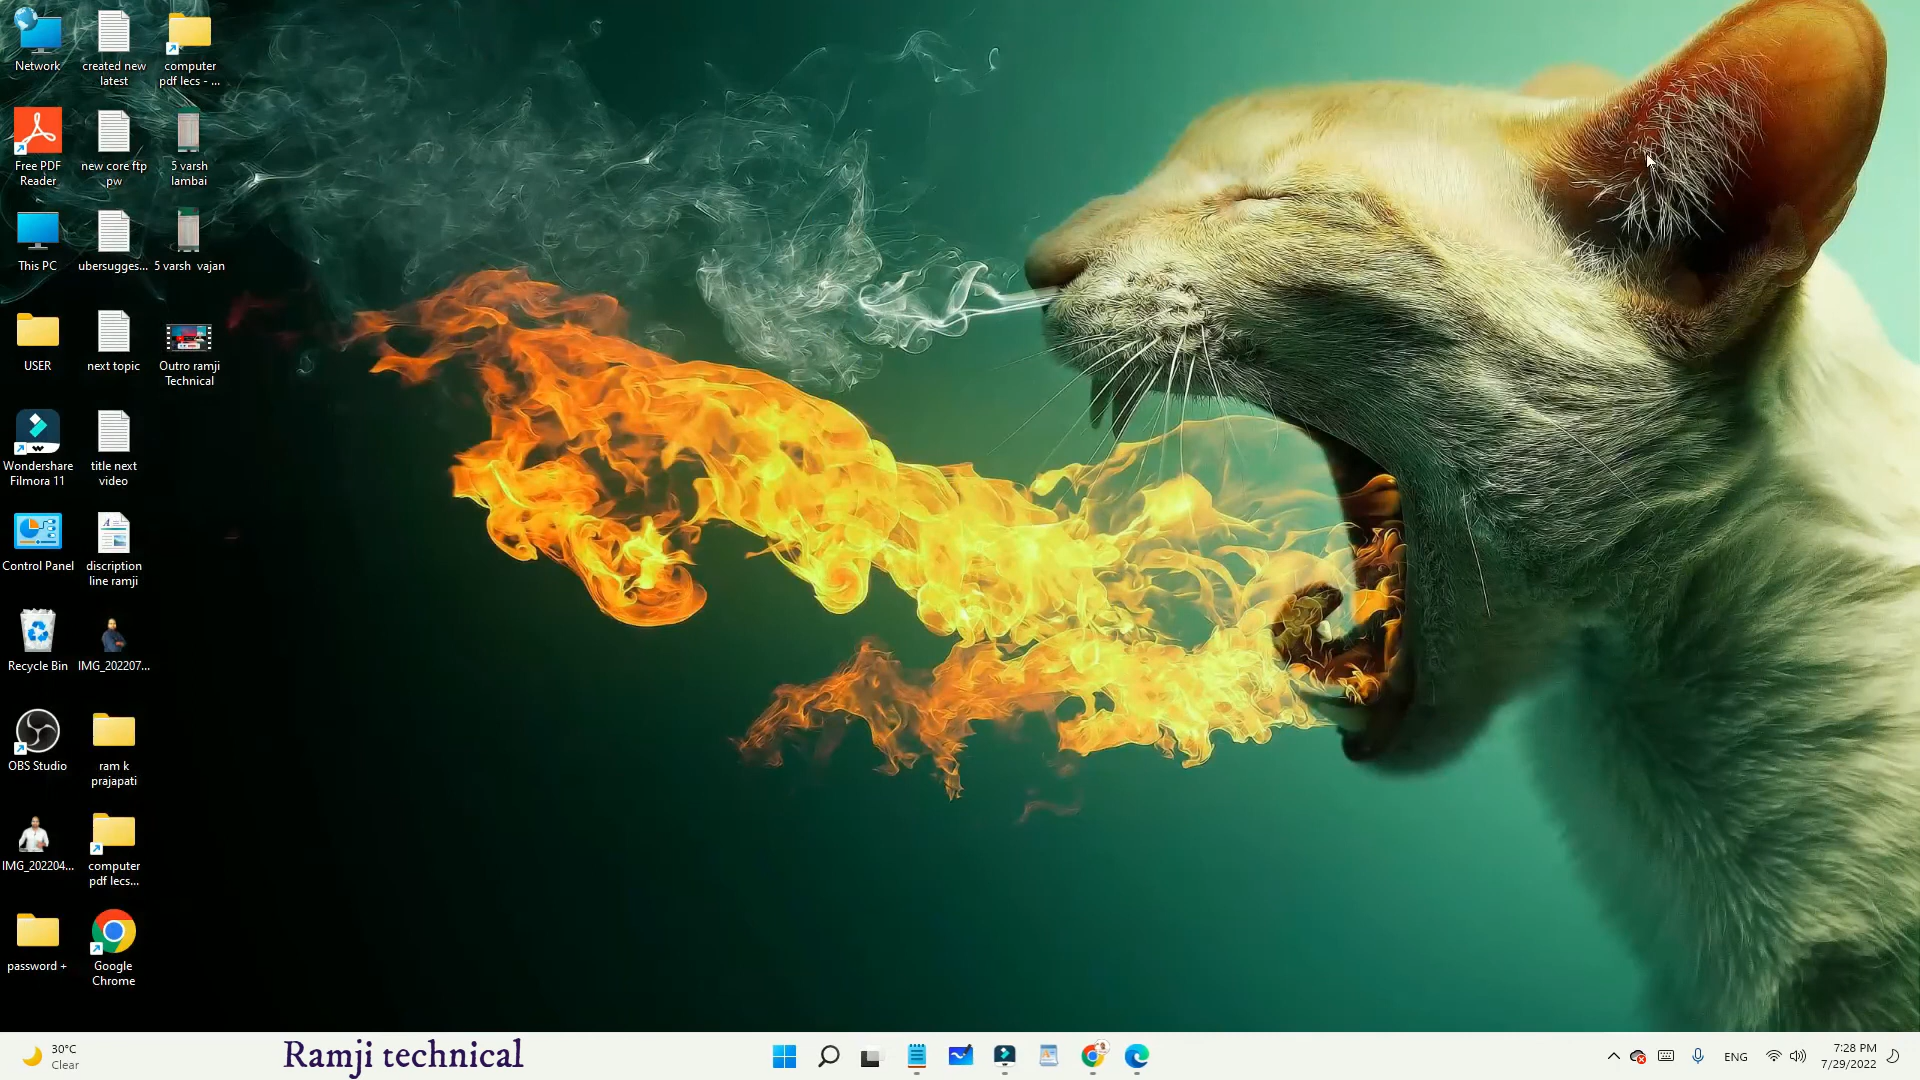 Network
created new
latest
computer
pdf lecs - ...
Free PDF
Reader
new core ftp
pw
5 varsh
lambai
This PC
ubersugges...
5 varsh vajan
USER
next topic
Outro ramji
Technical
Wondershare
Filmora 11
title next
video
Control Panel
discription
line ramji
Recycle Bin
IMG_202207...
OBS Studio
ram k
prajapati
IMG_202204...
computer
pdf lecs...
password +
Google
Chrome
30°C
Clear
Ramji technical
ENG
7:28 PM
7/29/2022